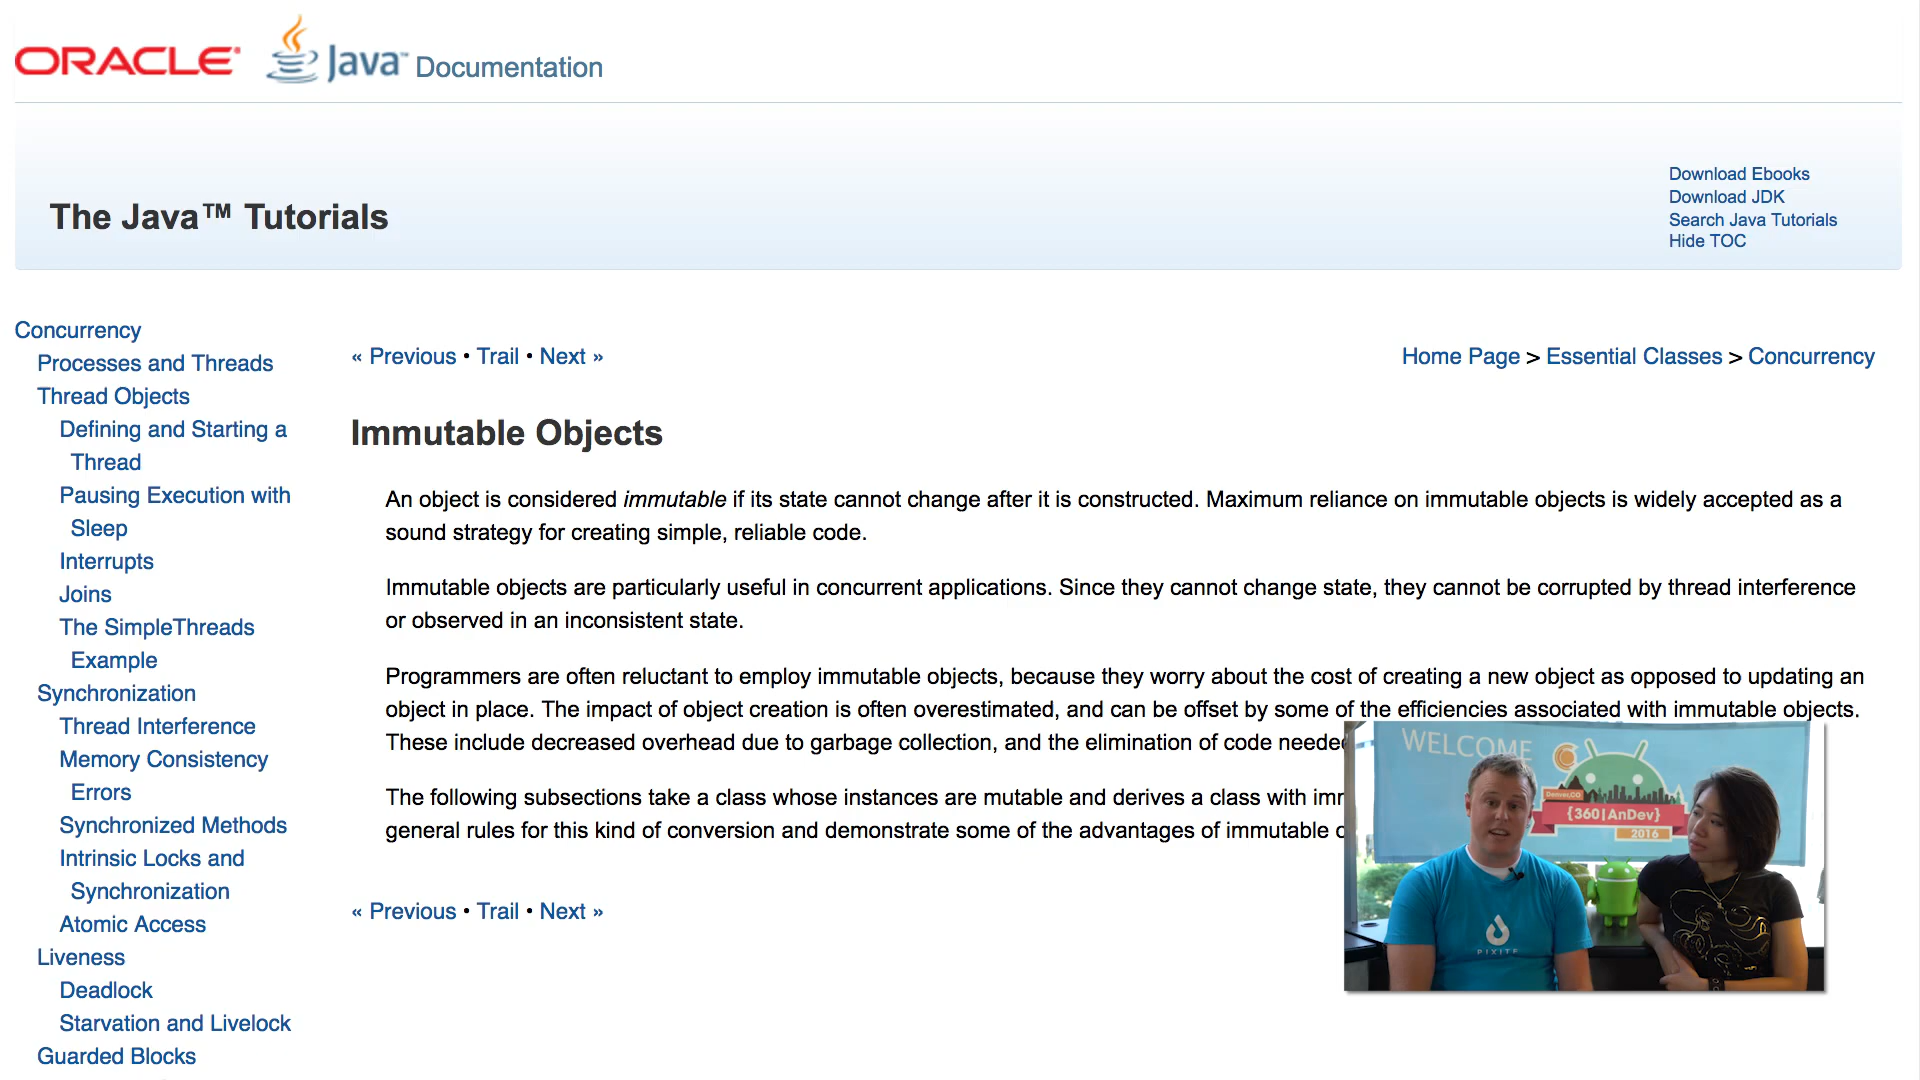 ORACLE Java™ Documentation
The Java™ Tutorials
Download Ebooks
Download JDK
Search Java Tutorials
Hide TOC
Concurrency
Processes and Threads
Thread Objects
Defining and Starting a
Thread
Pausing Execution with
Sleep
Interrupts
Joins
The SimpleThreads
Example
Synchronization
Thread Interference
Memory Consistency
Errors
Synchronized Methods
Intrinsic Locks and
Synchronization
Atomic Access
Liveness
Deadlock
Starvation and Livelock
Guarded Blocks
« Previous • Trail • Next »
Home Page > Essential Classes > Concurrency
Immutable Objects
An object is considered immutable if its state cannot change after it is constructed. Maximum reliance on immutable objects is widely accepted as a
sound strategy for creating simple, reliable code.
Immutable objects are particularly useful in concurrent applications. Since they cannot change state, they cannot be corrupted by thread interference
or observed in an inconsistent state.
Programmers are often reluctant to employ immutable objects, because they worry about the cost of creating a new object as opposed to updating an
object in place. The impact of object creation is often overestimated, and can be offset by some of the efficiencies associated with immutable objects.
These include decreased overhead due to garbage collection, and the elimination of code needed
The following subsections take a class whose instances are mutable and derives a class with
general rules for this kind of conversion and demonstrate some of the advantages of immutable
« Previous • Trail • Next »
WELCOME
Denver,CO
{360|AnDev}
2016
PIXITE